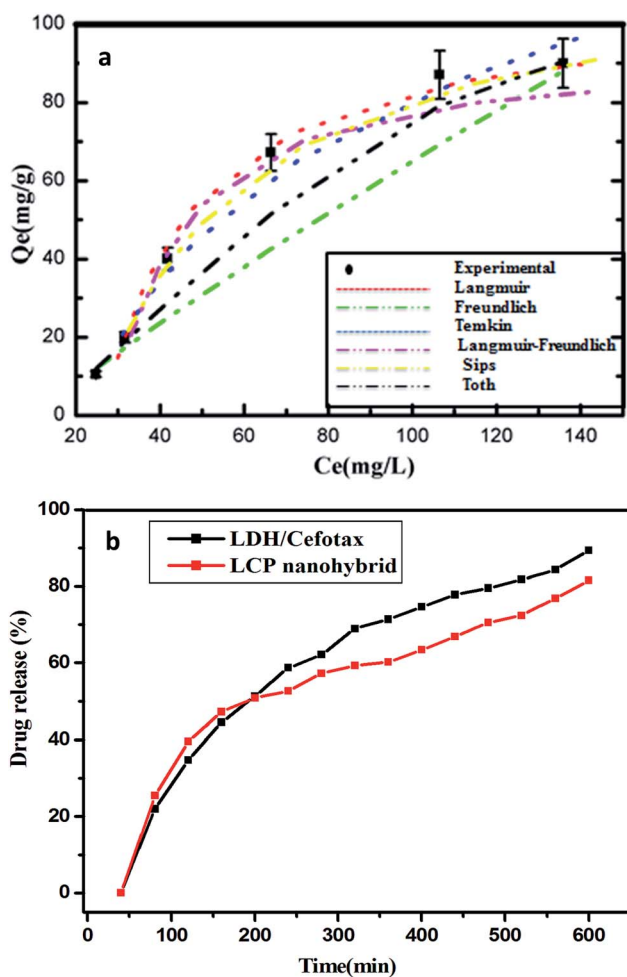 a
100
80
60
40
20
0
Qe(mg/g)
Experimental
Langmuir
Freundlich
Temkin
Langmuir-Freundlich
Sips
Toth
20 40 60 80 100 120 140
Ce(mg/L)
b
LDH/Cefotax
LCP nanohybrid
100
80
60
40
20
0
Drug release (%)
0 100 200 300 400 500 600
Time(min)